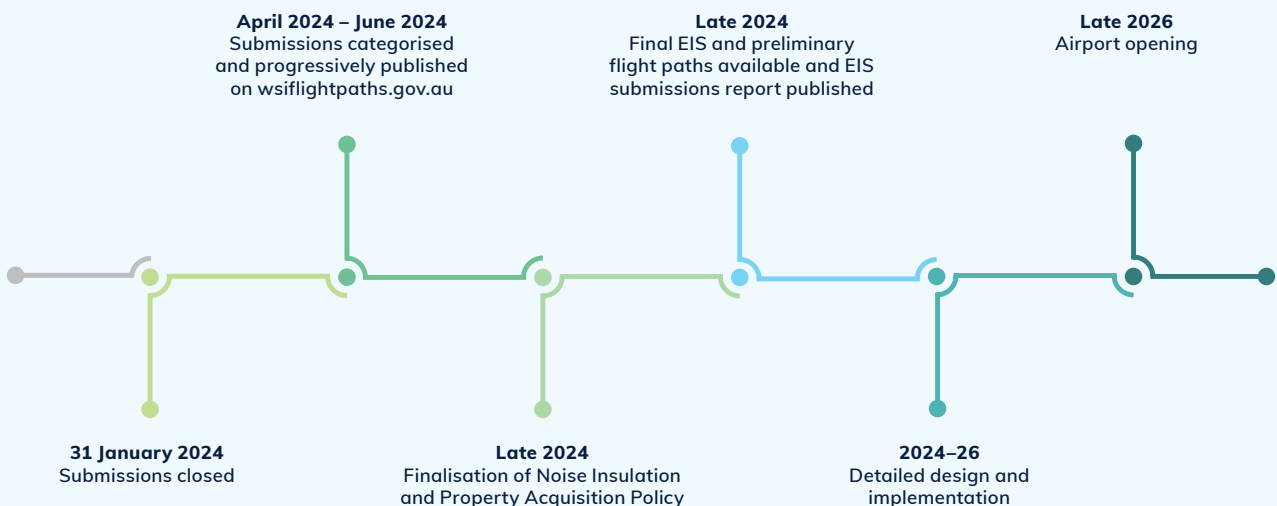 April 2024 – June 2024
Submissions categorised
and progressively published
on wsiflightpaths.gov.au
Late 2024
Final EIS and preliminary
flight paths available and EIS
submissions report published
Late 2026
Airport opening
31 January 2024
Submissions closed
Late 2024
Finalisation of Noise Insulation
and Property Acquisition Policy
2024–26
Detailed design and
implementation